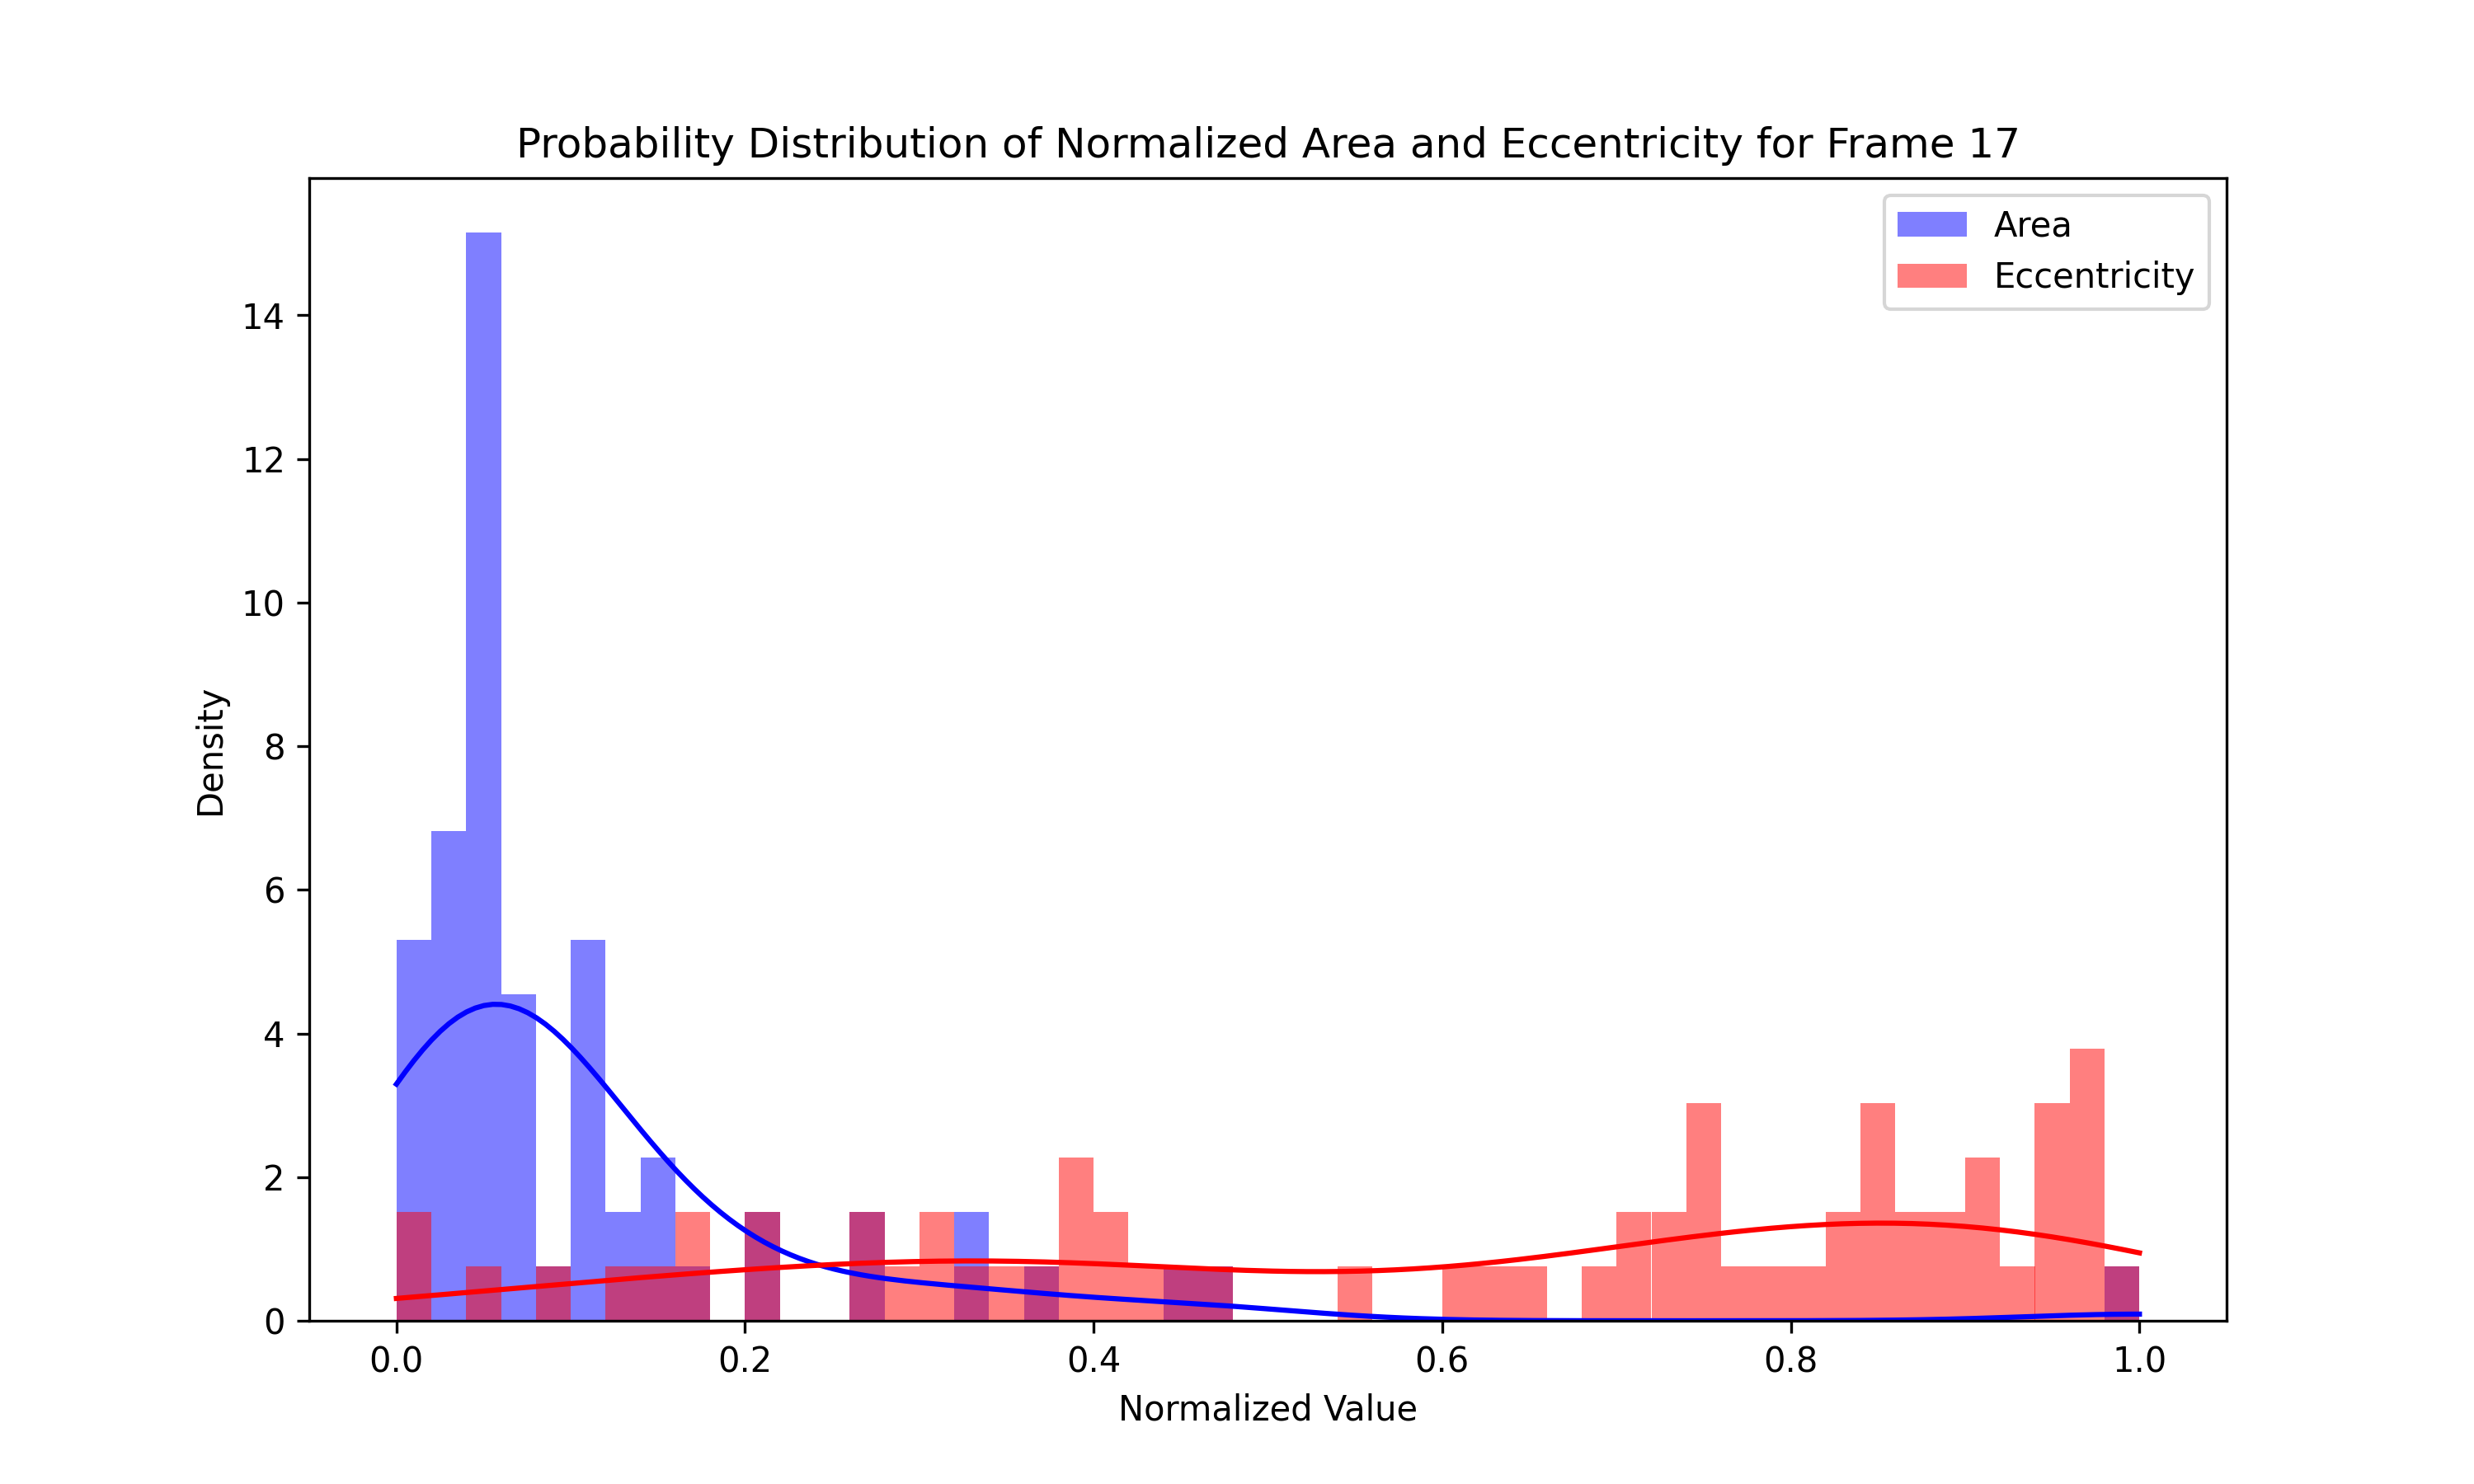 Probability Distribution of Normalized Area and Eccentricity for Frame 17
Area
Eccentricity
14
12
10
8
6
4
2
0
Density
0.0 0.2 0.4 0.6 0.8 1.0
Normalized Value